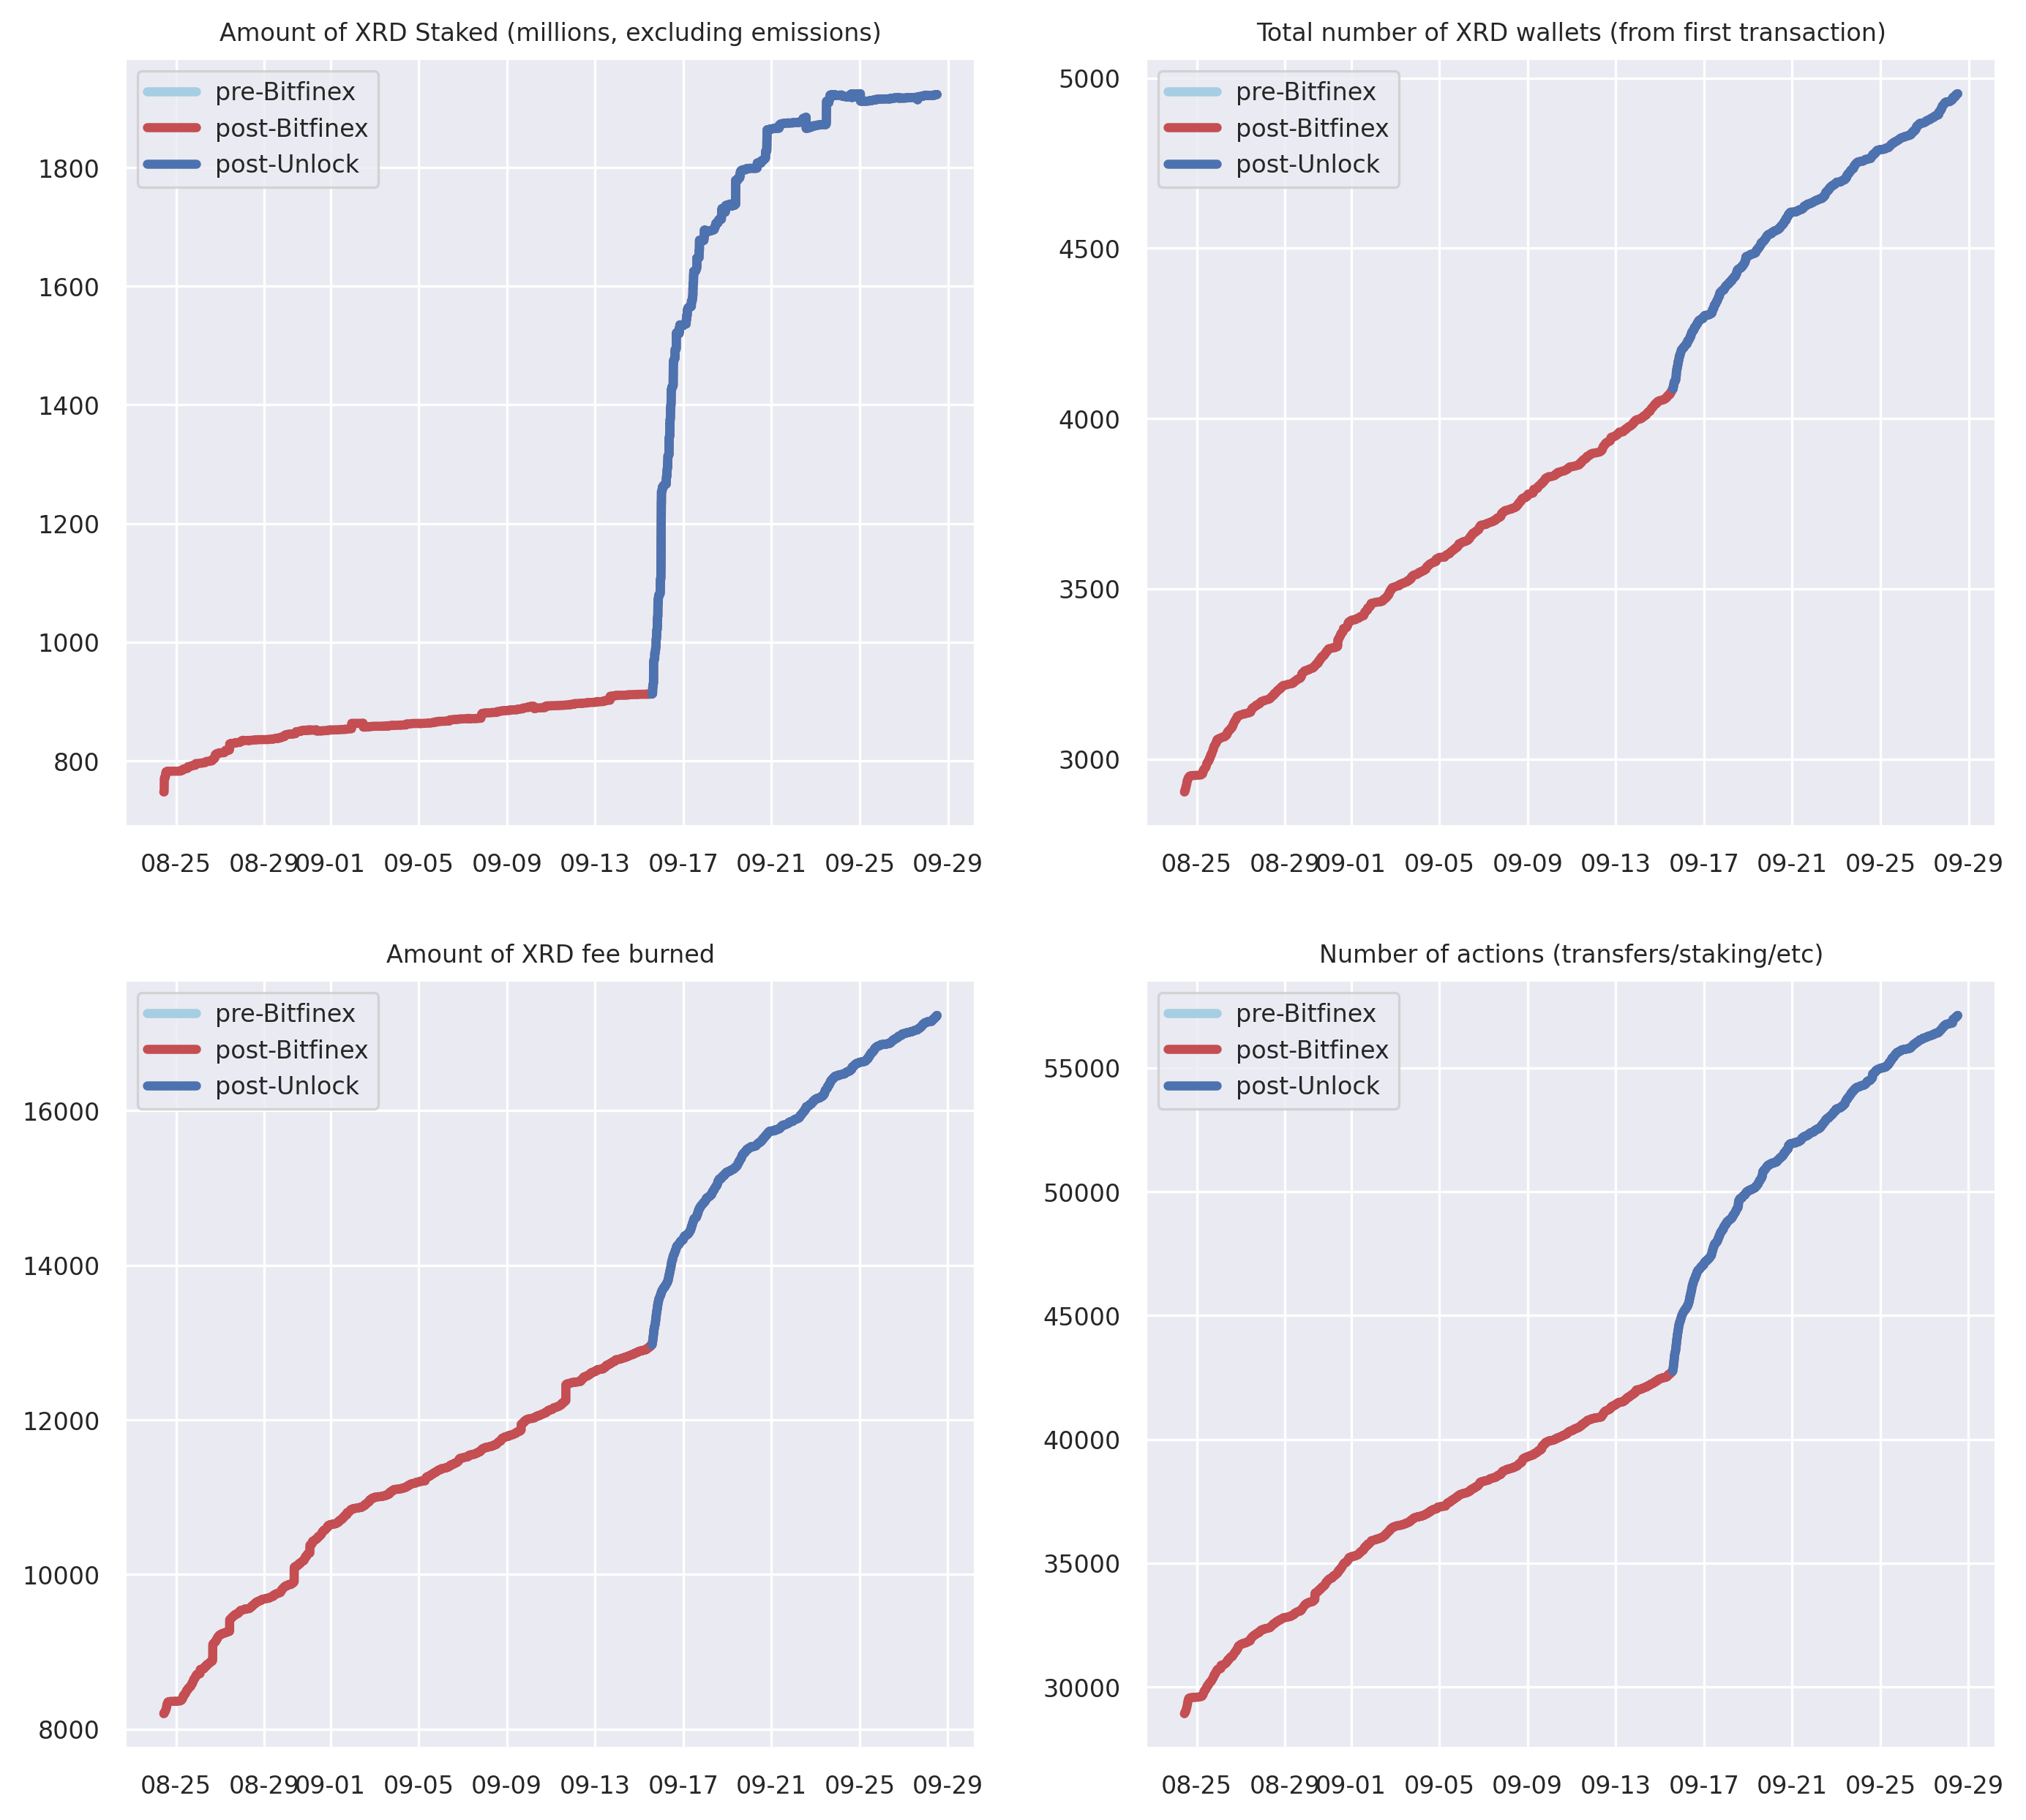 Amount of XRD Staked (millions, excluding emissions)
pre-Bitfinex
post-Bitfinex
post-Unlock
1800
1600
1400
1200
1000
800
08-25 08-29 09-01 09-05 09-09 09-13 09-17 09-21 09-25 09-29
Total number of XRD wallets (from first transaction)
pre-Bitfinex
post-Bitfinex
post-Unlock
5000
4500
4000
3500
3000
08-25 08-29 09-01 09-05 09-09 09-13 09-17 09-21 09-25 09-29
Amount of XRD fee burned
pre-Bitfinex
post-Bitfinex
post-Unlock
16000
14000
12000
10000
8000
08-25 08-29 09-01 09-05 09-09 09-13 09-17 09-21 09-25 09-29
Number of actions (transfers/staking/etc)
pre-Bitfinex
post-Bitfinex
post-Unlock
55000
50000
45000
40000
35000
30000
08-25 08-29 09-01 09-05 09-09 09-13 09-17 09-21 09-25 09-29